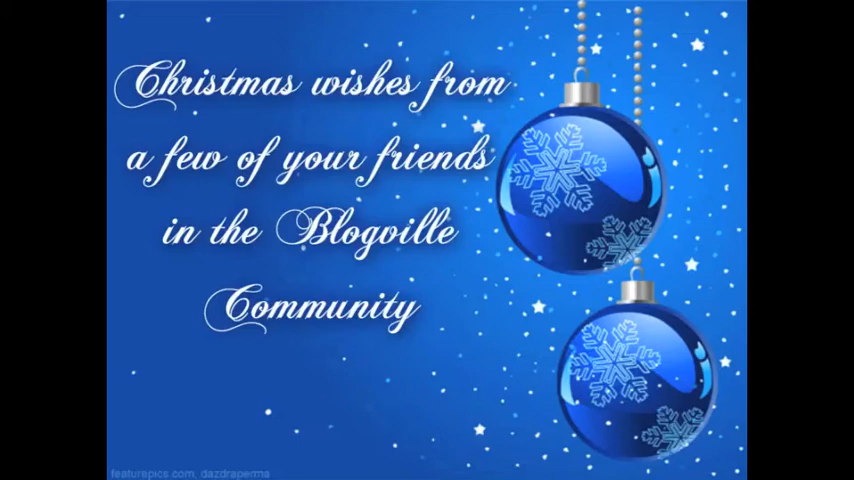 Christmas wishes from
a few of your friends
in the Blogville
Community
featurepics.com, dazdraperma